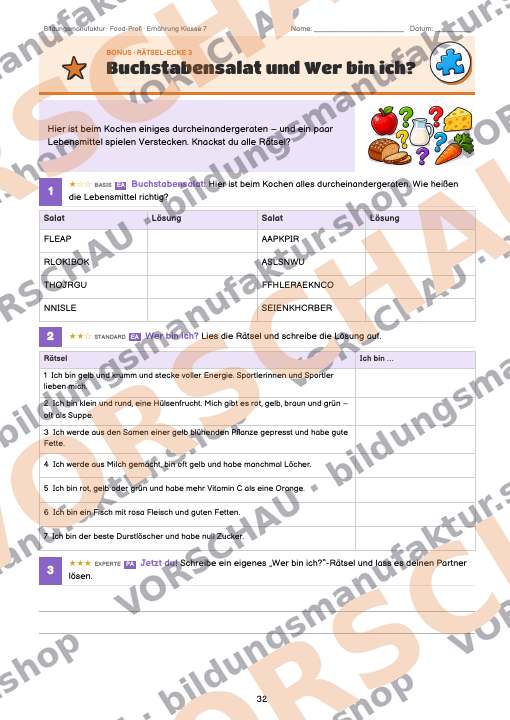 Bildungsmanufaktur · Food-Profi · Ernährung Klasse 7 Name: Datum:
BONUS · RÄTSEL-ECKE 3
Buchstabensalat und Wer bin ich?
Hier ist beim Kochen einiges durcheinandergeraten – und ein paar
Lebensmittel spielen Verstecken. Knackst du alle Rätsel?
1 ★☆☆ BASIS EA Buchstabensalat: Hier ist beim Kochen alles durcheinandergeraten. Wie heißen
die Lebensmittel richtig?
Salat Lösung Salat Lösung
FLEAP AAPKPIR
RLOKIBOK ASLSNWU
THOJRGU FFHLERAEKNCO
NNISLE SEIENKHCRBER
2 ★★☆ STANDARD EA Wer bin ich? Lies die Rätsel und schreibe die Lösung auf.
Rätsel Ich bin ...
1 Ich bin gelb und krumm und stecke voller Energie. Sportlerinnen und Sportler
lieben mich.
2 Ich bin klein und rund, eine Hülsenfrucht. Mich gibt es rot, gelb, braun und grün –
oft als Suppe.
3 Ich werde aus den Samen einer gelb blühenden Pflanze gepresst und habe gute
Fette.
4 Ich werde aus Milch gemacht, bin oft gelb und habe manchmal Löcher.
5 Ich bin rot, gelb oder grün und habe mehr Vitamin C als eine Orange.
6 Ich bin ein Fisch mit rosa Fleisch und guten Fetten.
7 Ich bin der beste Durstlöscher und habe null Zucker.
3 ★★★ EXPERTE PA Jetzt du! Schreibe ein eigenes „Wer bin ich?"-Rätsel und lass es deinen Partner
lösen.
32
VORSCHAU · bildungsmanufaktur.shop
VORSCHAU